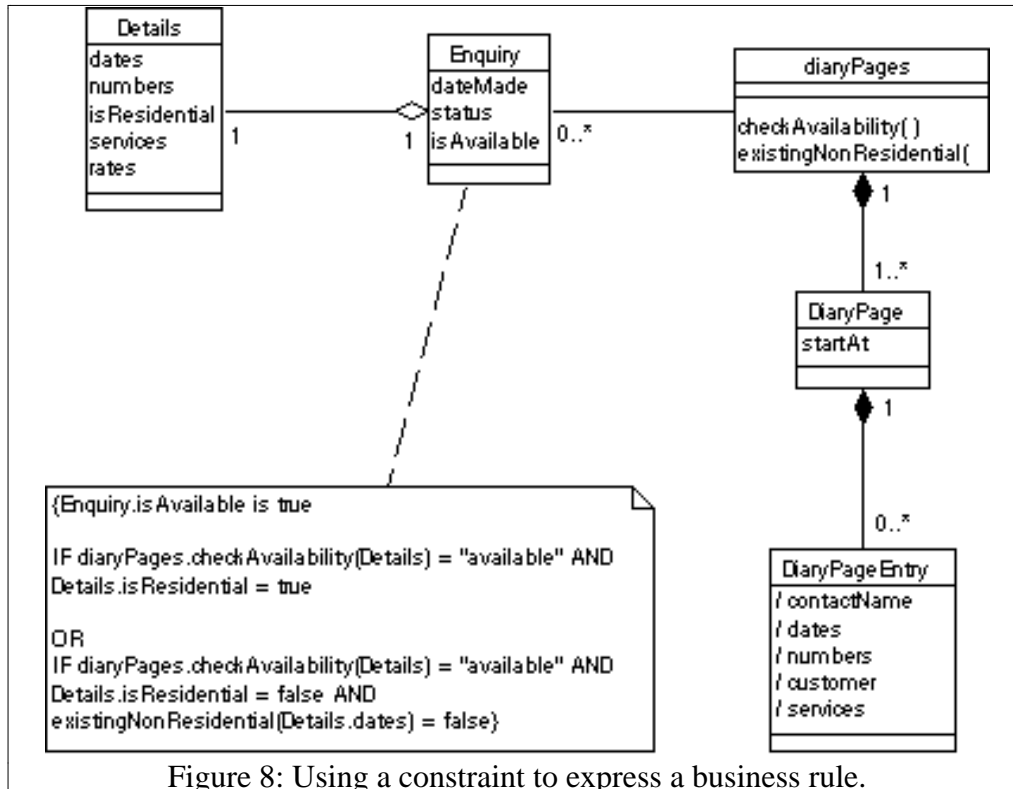 Details
dates
numbers
isResidential
services
rates
1
1
Enquiry
dateMade
status
isAvailable
0..*
diaryPages
checkAvailability( )
existingNonResidential(
1
1..*
DiaryPage
startAt
1
0..*
DiaryPageEntry
/ contactName
/ dates
/ numbers
/ customer
/ services
{Enquiry.isAvailable is true
IF diaryPages.checkAvailability(Details) = "available" AND
Details.isResidential = true
OR
IF diaryPages.checkAvailability(Details) = "available" AND
Details.isResidential = false AND
existingNonResidential(Details.dates) = false}
Figure 8: Using a constraint to express a business rule.